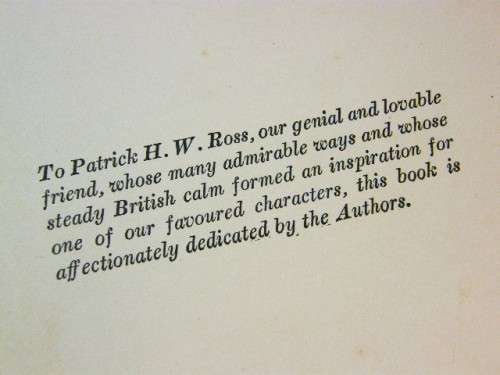 To Patrick H. W. Ross, our genial and lovable
friend, whose many admirable ways and whose
steady British calm formed an inspiration for
one of our favoured characters, this book is
affectionately dedicated by the Authors.